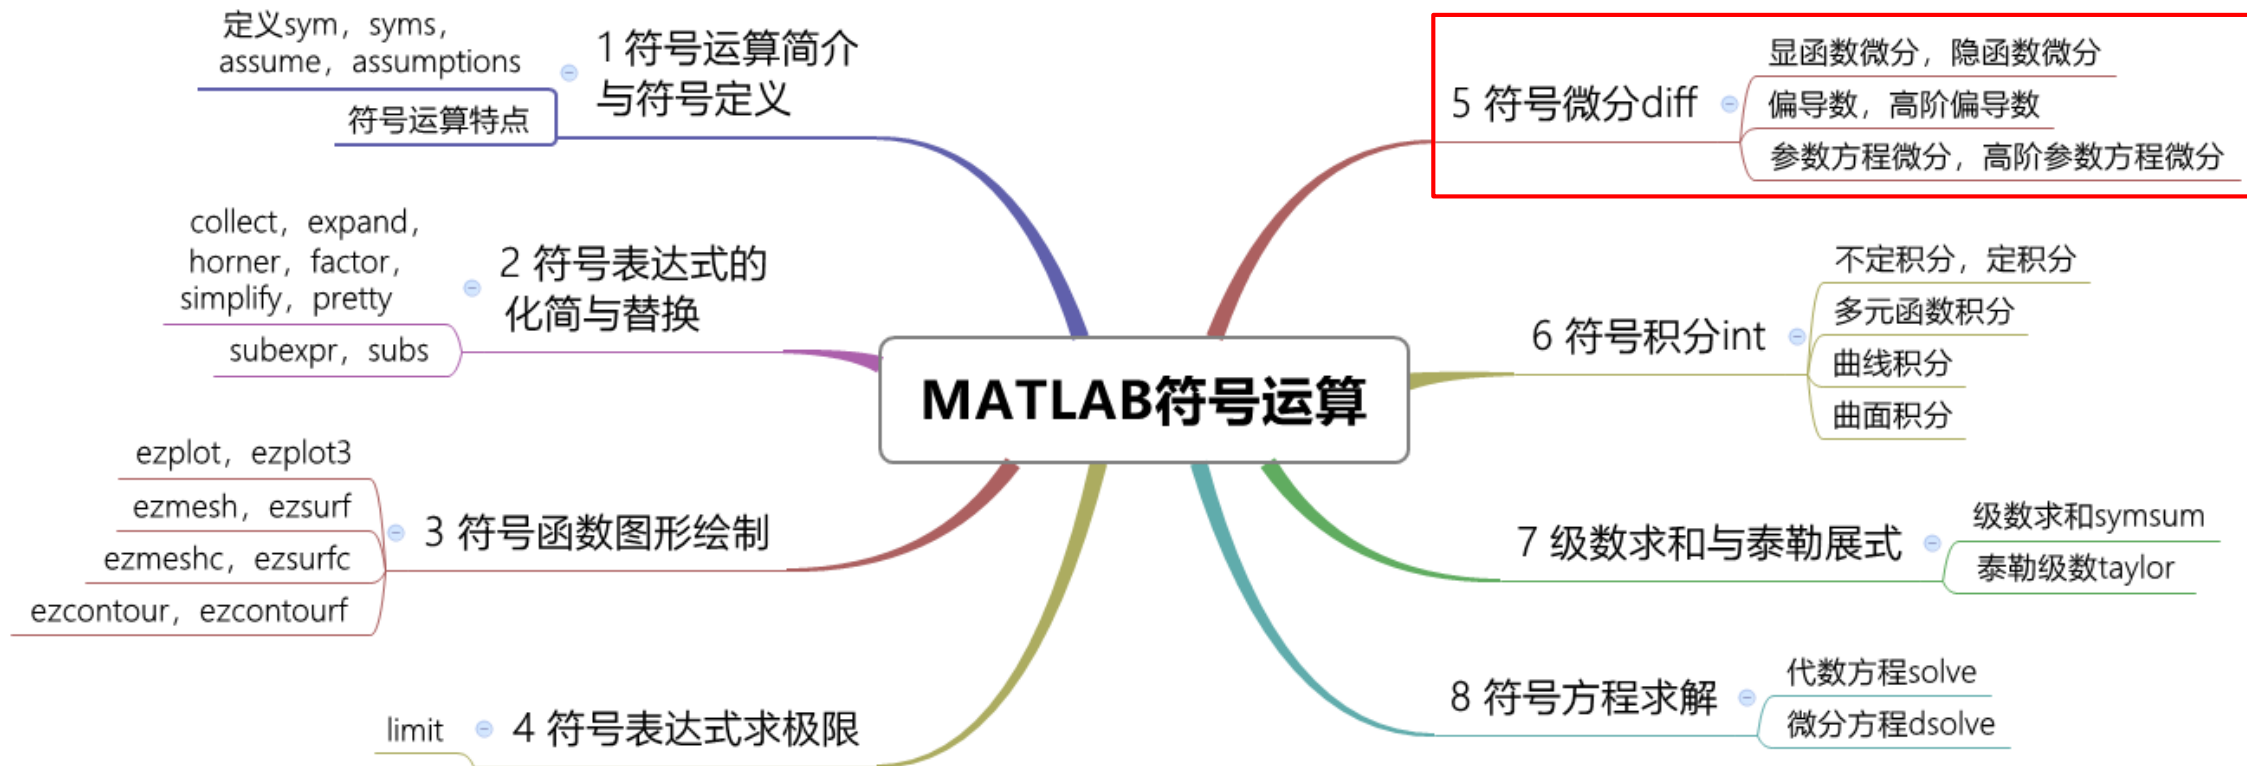 定义sym，syms，
assume，assumptions
符号运算特点
1 符号运算简介
与符号定义
collect，expand，
horner，factor，
simplify，pretty
subexpr，subs
2 符号表达式的
化简与替换
ezplot，ezplot3
ezmesh，ezsurf
ezmeshc，ezsurfc
ezcontour，ezcontourf
3 符号函数图形绘制
limit
4 符号表达式求极限
MATLAB符号运算
5 符号微分diff
显函数微分，隐函数微分
偏导数，高阶偏导数
参数方程微分，高阶参数方程微分
6 符号积分int
不定积分，定积分
多元函数积分
曲线积分
曲面积分
7 级数求和与泰勒展式
级数求和symsum
泰勒级数taylor
8 符号方程求解
代数方程solve
微分方程dsolve